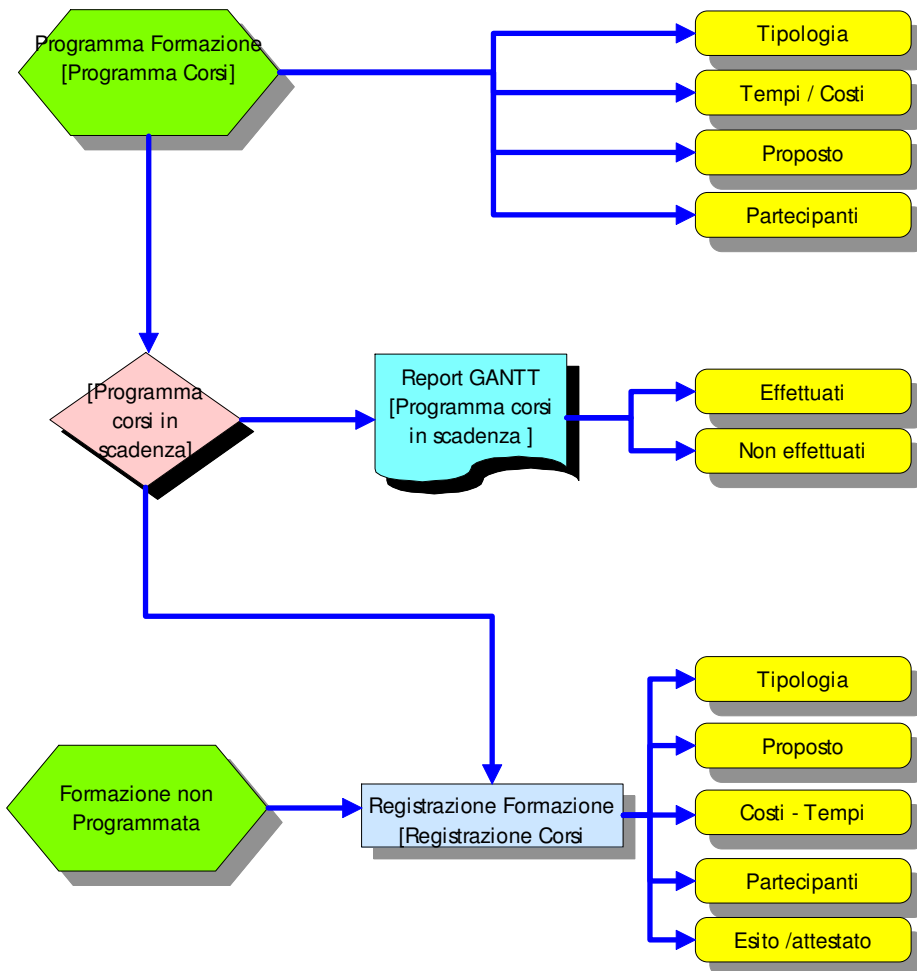 Programma Formazione
[Programma Corsi]
Tipologia
Tempi / Costi
Proposto
Partecipanti
[Programma
corsi in
scadenza]
Report GANTT
[Programma corsi
in scadenza ]
Effettuati
Non effettuati
Formazione non
Programmata
Registrazione Formazione
[Registrazione Corsi
Tipologia
Proposto
Costi - Tempi
Partecipanti
Esito /attestato